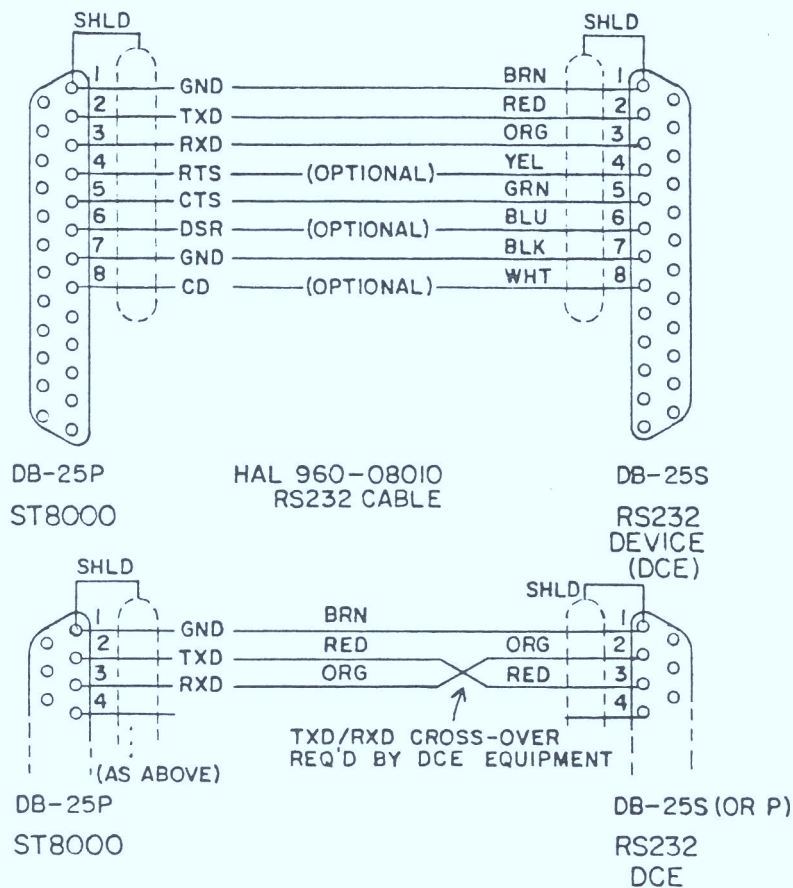 SHLD SHLD
1 GND BRN 1
2 TXD RED 2
3 RXD ORG 3
4 RTS (OPTIONAL) YEL 4
5 CTS GRN 5
6 DSR (OPTIONAL) BLU 6
7 GND BLK 7
8 CD (OPTIONAL) WHT 8
DB-25P HAL 960-08010 DB-25S
ST8000 RS232 CABLE RS232
DEVICE
(DCE)
SHLD SHLD
1 GND BRN 1
2 TXD RED ORG 2
3 RXD ORG RED 3
4 4
TXD/RXD CROSS-OVER
REQ'D BY DCE EQUIPMENT
(AS ABOVE)
DB-25P DB-25S (OR P)
ST8000 RS232
DCE